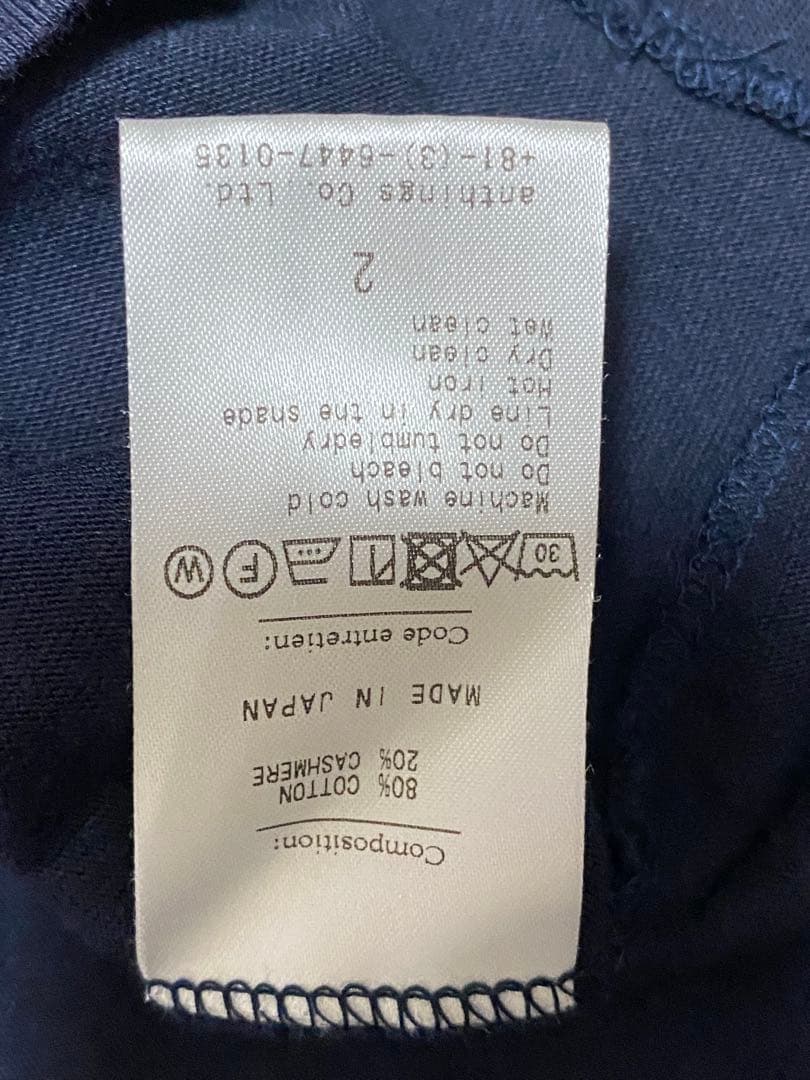 Composition:
80% COTTON
20% CASHMERE
MADE IN JAPAN
Code entretien:
30 F W
Machine wash cold
Do not bleach
Do not tumbledry
Line dry in the shade
Hot iron
Dry clean
Wet clean
2
anthings Co., Ltd.
+81-(3)-6447-0135